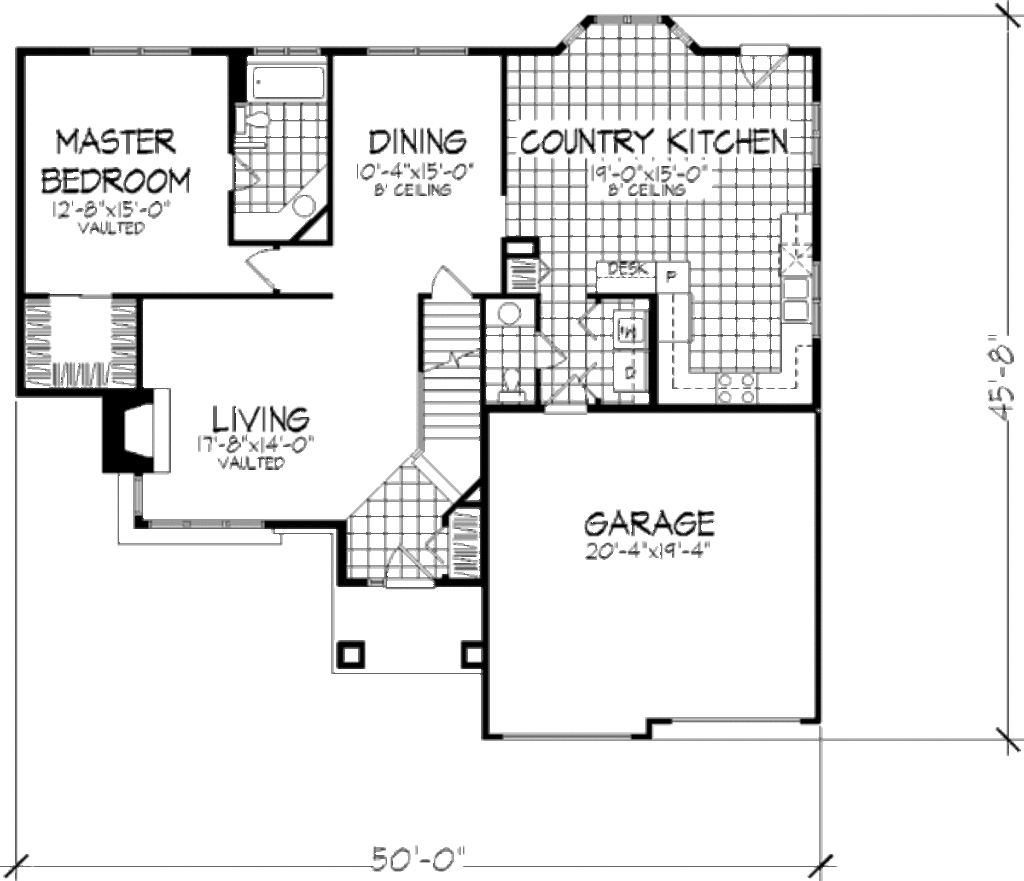 MASTER
BEDROOM
12'-8"x15'-0"
VAULTED
DINING
10'-4"x15'-0"
8' CEILING
COUNTRY KITCHEN
19'-0"x15'-0"
8' CEILING
DESK
P
W
D
LIVING
17'-8"x14'-0"
VAULTED
GARAGE
20'-4"x19'-4"
45'-8"
50'-0"